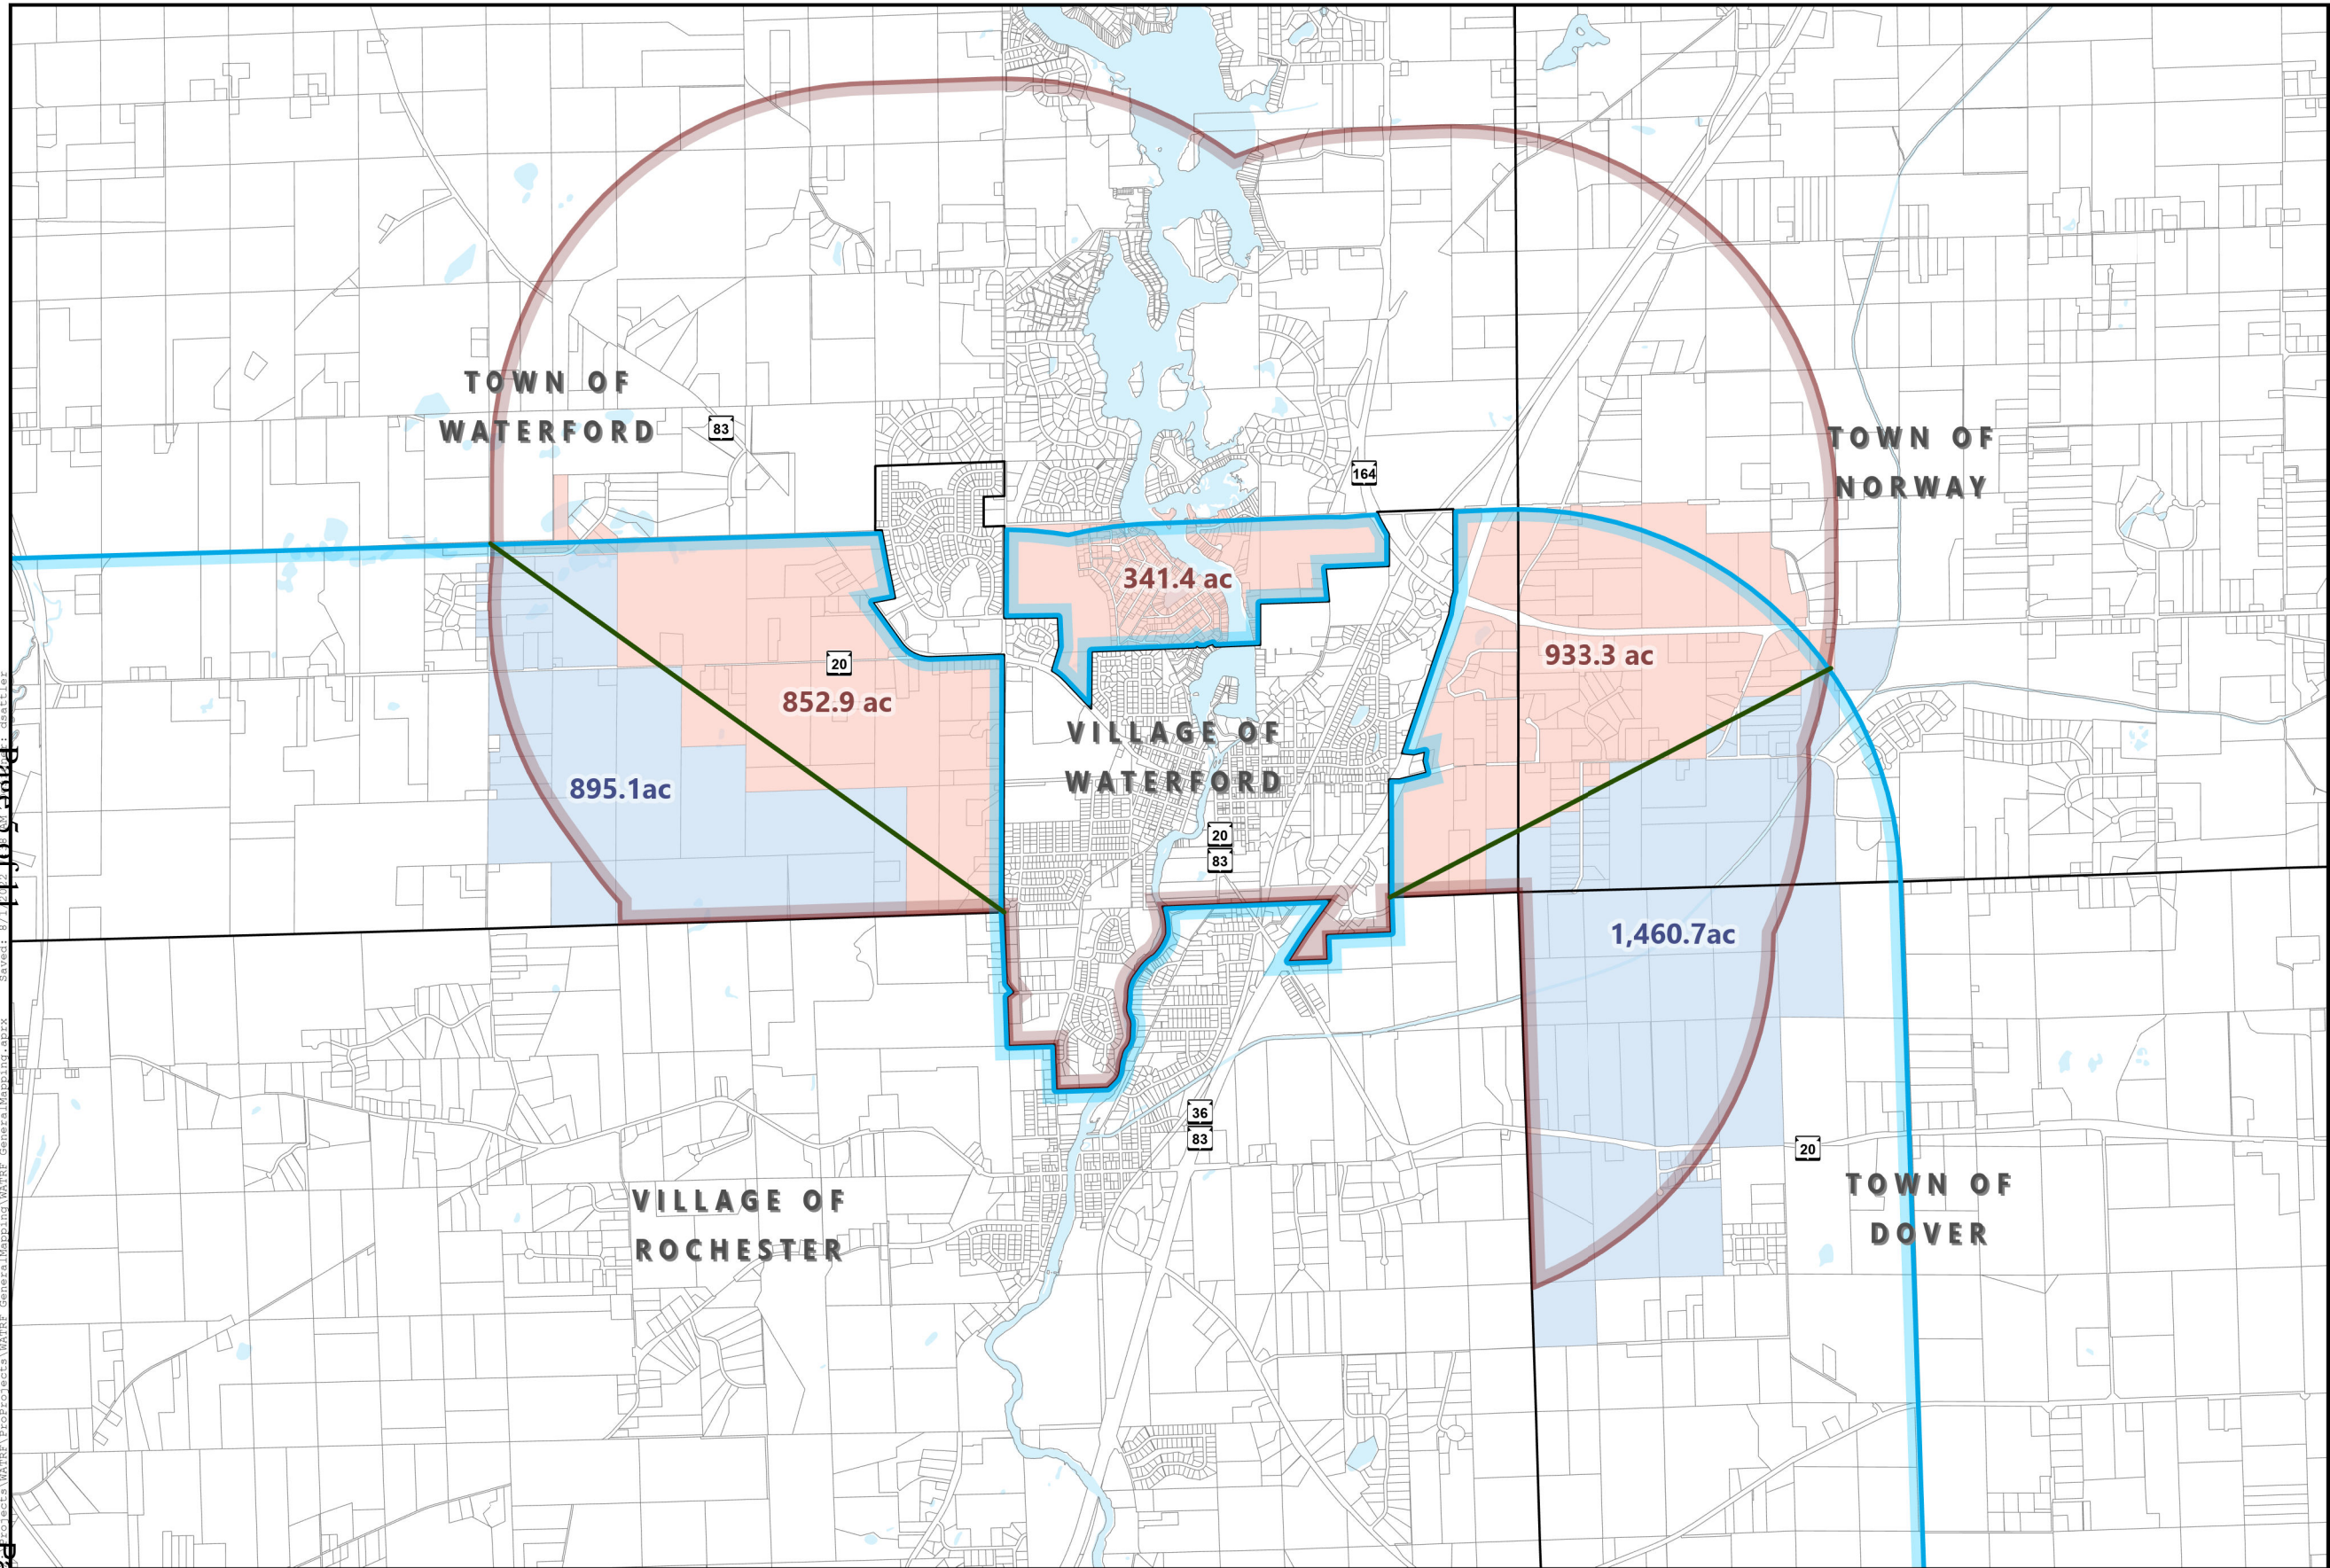 TOWN OF
WATERFORD
83
164
TOWN OF
NORWAY
341.4 ac
933.3 ac
20
852.9 ac
VILLAGE OF
WATERFORD
895.1ac
20
83
1,460.7ac
36
83
20
VILLAGE OF
ROCHESTER
TOWN OF
DOVER